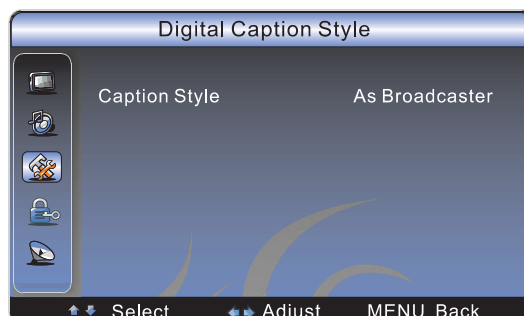 Digital Caption Style
Caption Style As Broadcaster
Select Adjust MENU Back